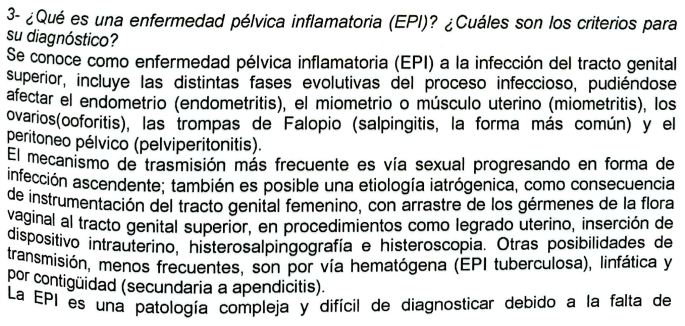 3- ¿Qué es una enfermedad pélvica inflamatoria (EPI)? ¿Cuáles son los criterios para
su diagnóstico?
Se conoce como enfermedad pélvica inflamatoria (EPI) a la infección del tracto genital
superior, incluye las distintas fases evolutivas del proceso infeccioso, pudiéndose
afectar el endometrio (endometritis), el miometrio o músculo uterino (miometritis), los
ovarios(ooforitis), las trompas de Falopio (salpingitis, la forma más común) y el
peritoneo pélvico (pelviperitonitis).
El mecanismo de trasmisión más frecuente es vía sexual progresando en forma de
infección ascendente; también es posible una etiología iatrógenica, como consecuencia
de instrumentación del tracto genital femenino, con arrastre de los gérmenes de la flora
vaginal al tracto genital superior, en procedimientos como legrado uterino, inserción de
dispositivo intrauterino, histerosalpingografía e histeroscopia. Otras posibilidades de
transmisión, menos frecuentes, son por vía hematógena (EPI tuberculosa), linfática y
por contigüidad (secundaria a apendicitis).
La EPI es una patología compleja y difícil de diagnosticar debido a la falta de